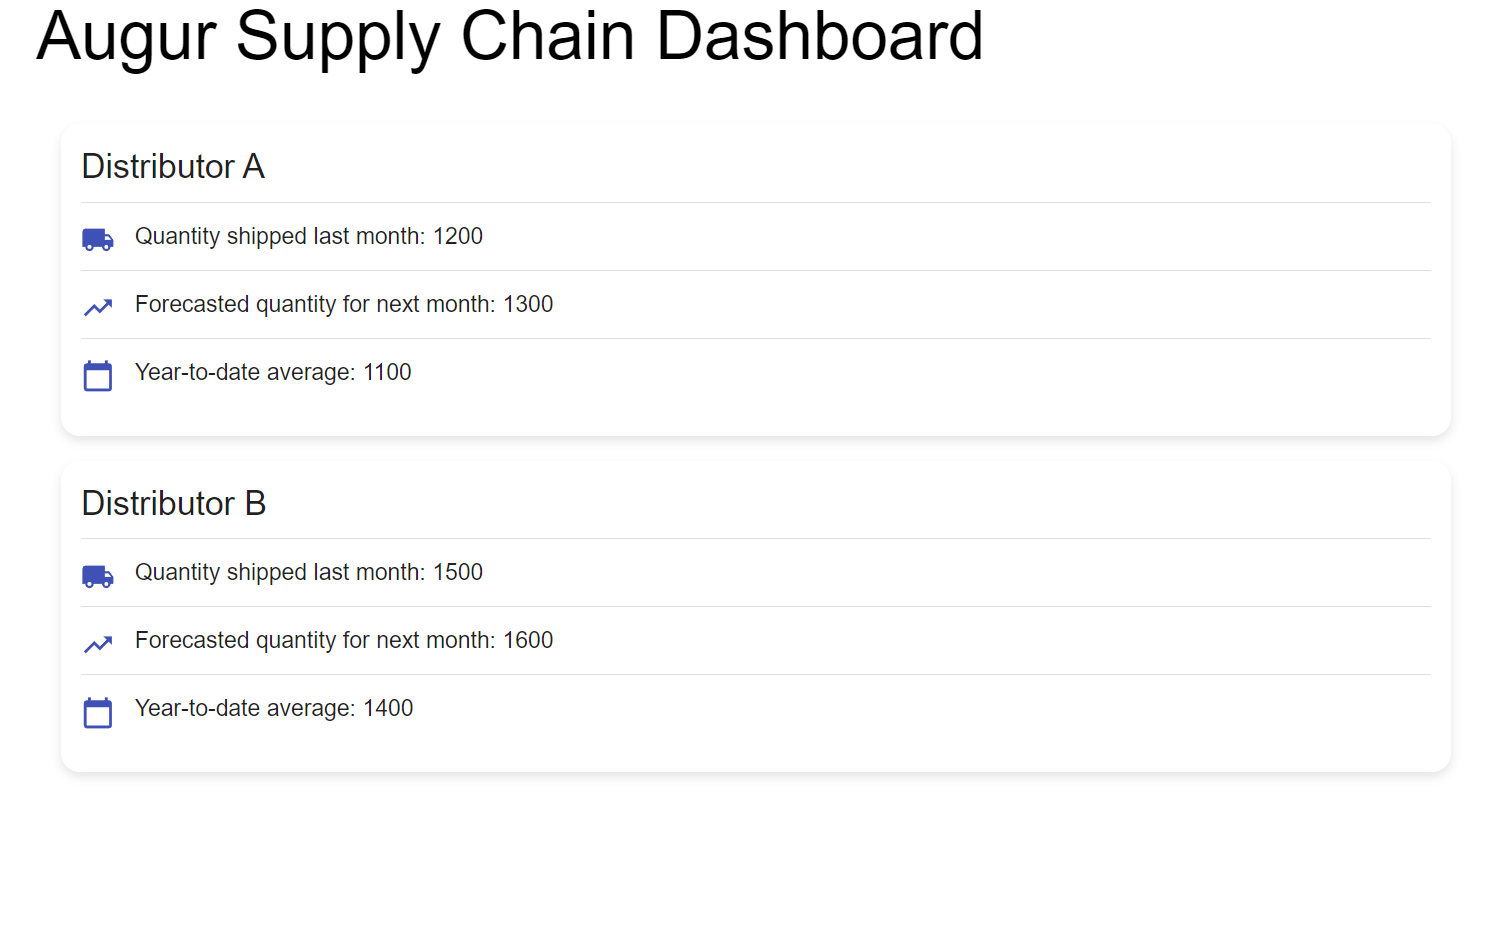 Augur Supply Chain Dashboard
Distributor A
Quantity shipped last month: 1200
Forecasted quantity for next month: 1300
Year-to-date average: 1100
Distributor B
Quantity shipped last month: 1500
Forecasted quantity for next month: 1600
Year-to-date average: 1400